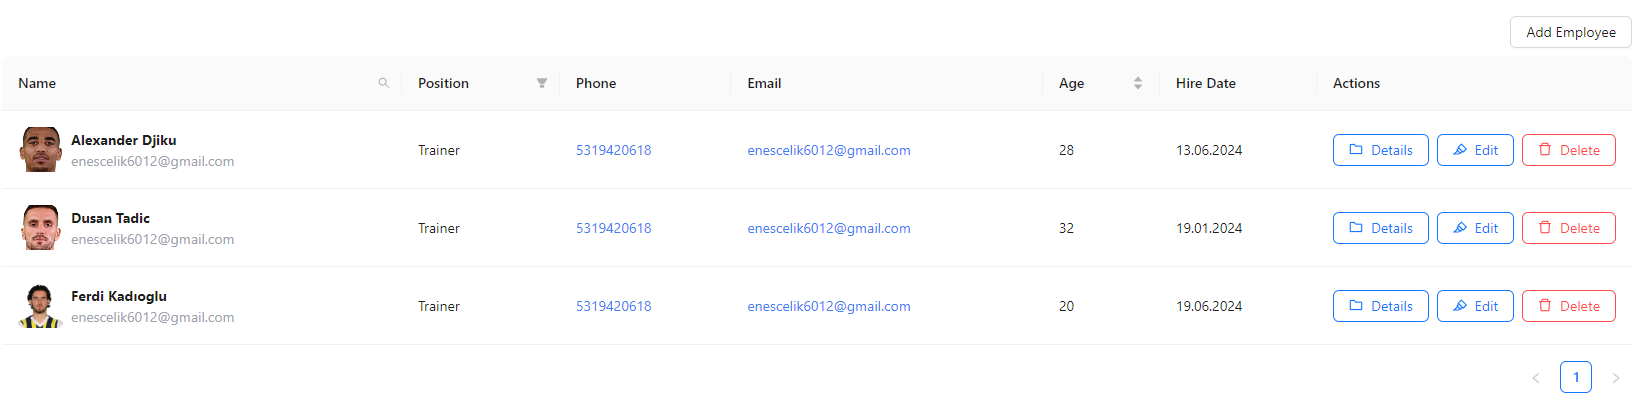 Add Employee
Name Position Phone Email Age Hire Date Actions
Alexander Djiku
enescelik6012@gmail.com
Trainer 5319420618 enescelik6012@gmail.com 28 13.06.2024 Details Edit Delete
Dusan Tadic
enescelik6012@gmail.com
Trainer 5319420618 enescelik6012@gmail.com 32 19.01.2024 Details Edit Delete
Ferdi Kadıoglu
enescelik6012@gmail.com
Trainer 5319420618 enescelik6012@gmail.com 20 19.06.2024 Details Edit Delete
1